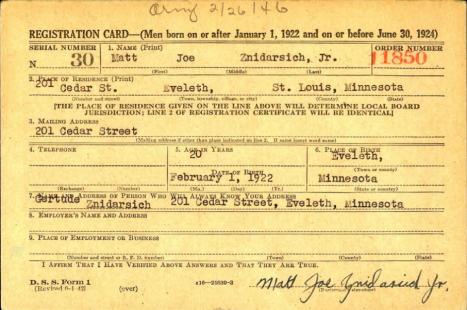 Army 2/26/46
REGISTRATION CARD—(Men born on or after January 1, 1922 and on or before June 30, 1924)
SERIAL NUMBER 1. NAME (Print) ORDER NUMBER
N 30 Matt Joe Znidarsich, Jr. 11850
(First) (Middle) (Last)
2. PLACE OF RESIDENCE (Print)
201 Cedar St. Eveleth, St. Louis, Minnesota
(Number and street) (Town, township, village, or city) (County) (State)
[THE PLACE OF RESIDENCE GIVEN ON THE LINE ABOVE WILL DETERMINE LOCAL BOARD
JURISDICTION; LINE 2 OF REGISTRATION CERTIFICATE WILL BE IDENTICAL]
3. MAILING ADDRESS
201 Cedar Street
(Mailing address if other than place indicated on line 2. If same insert word same)
4. TELEPHONE 5. AGE IN YEARS 6. PLACE OF BIRTH
20 Eveleth,
DATE OF BIRTH (Town or county)
February 1, 1922 Minnesota
(Exchange) (Number) (Mo.) (Day) (Yr.) (State or country)
7. NAME AND ADDRESS OF PERSON WHO WILL ALWAYS KNOW YOUR ADDRESS
Gertude Znidarsich 201 Cedar Street, Eveleth, Minnesota
8. EMPLOYER'S NAME AND ADDRESS
9. PLACE OF EMPLOYMENT OR BUSINESS
(Number and street or R. F. D. number) (Town) (County) (State)
I AFFIRM THAT I HAVE VERIFIED ABOVE ANSWERS AND THAT THEY ARE TRUE.
D. S. S. Form 1
(Revised 6-1-42) (over) Matt Joe Znidarsich Jr.